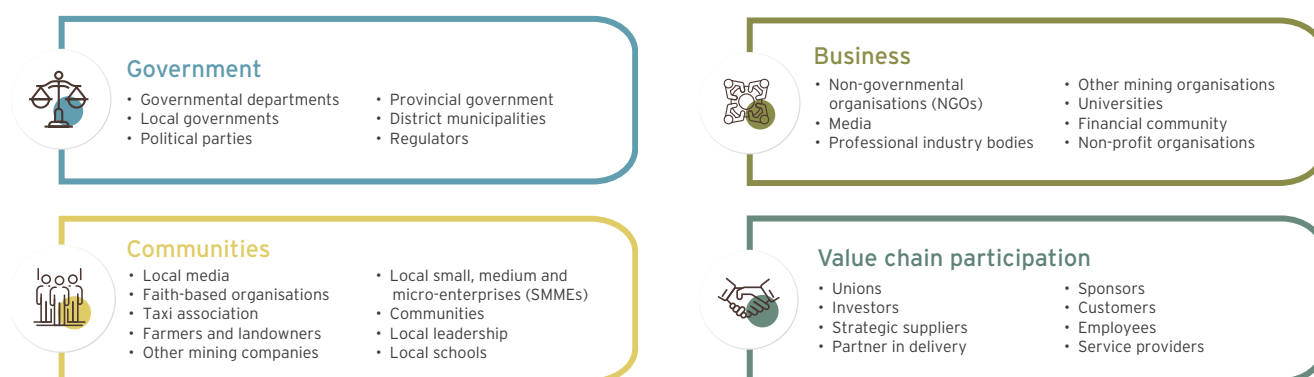 Government
• Governmental departments
• Local governments
• Political parties
• Provincial government
• District municipalities
• Regulators
Business
• Non-governmental
organisations (NGOs)
• Media
• Professional industry bodies
• Other mining organisations
• Universities
• Financial community
• Non-profit organisations
Communities
• Local media
• Faith-based organisations
• Taxi association
• Farmers and landowners
• Other mining companies
• Local small, medium and
micro-enterprises (SMMEs)
• Communities
• Local leadership
• Local schools
Value chain participation
• Unions
• Investors
• Strategic suppliers
• Partner in delivery
• Sponsors
• Customers
• Employees
• Service providers